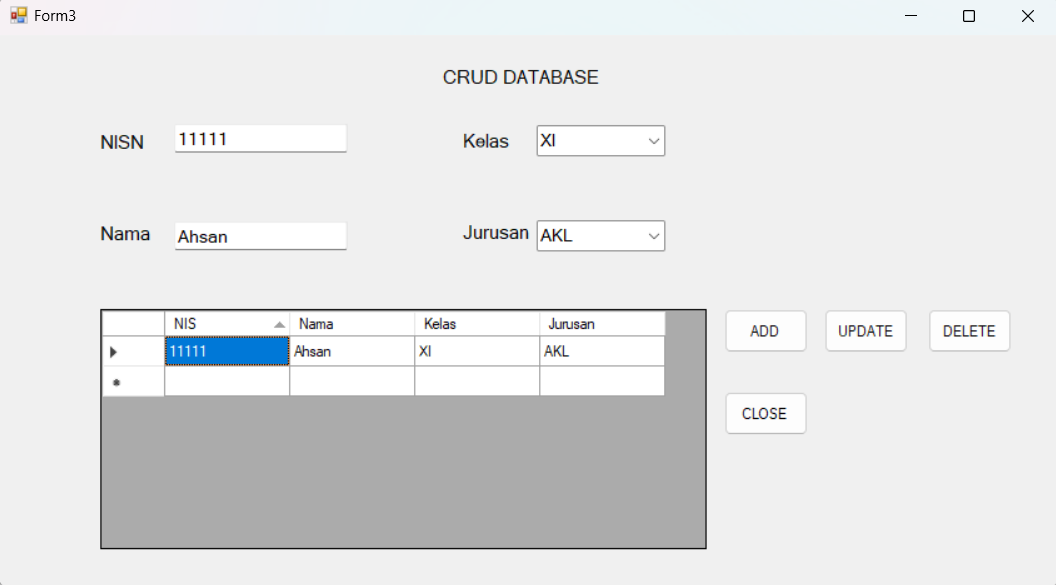 Form3
CRUD DATABASE
NISN 11111 Kelas XI
Nama Ahsan Jurusan AKL
NIS Nama Kelas Jurusan
11111 Ahsan XI AKL
ADD UPDATE DELETE
CLOSE